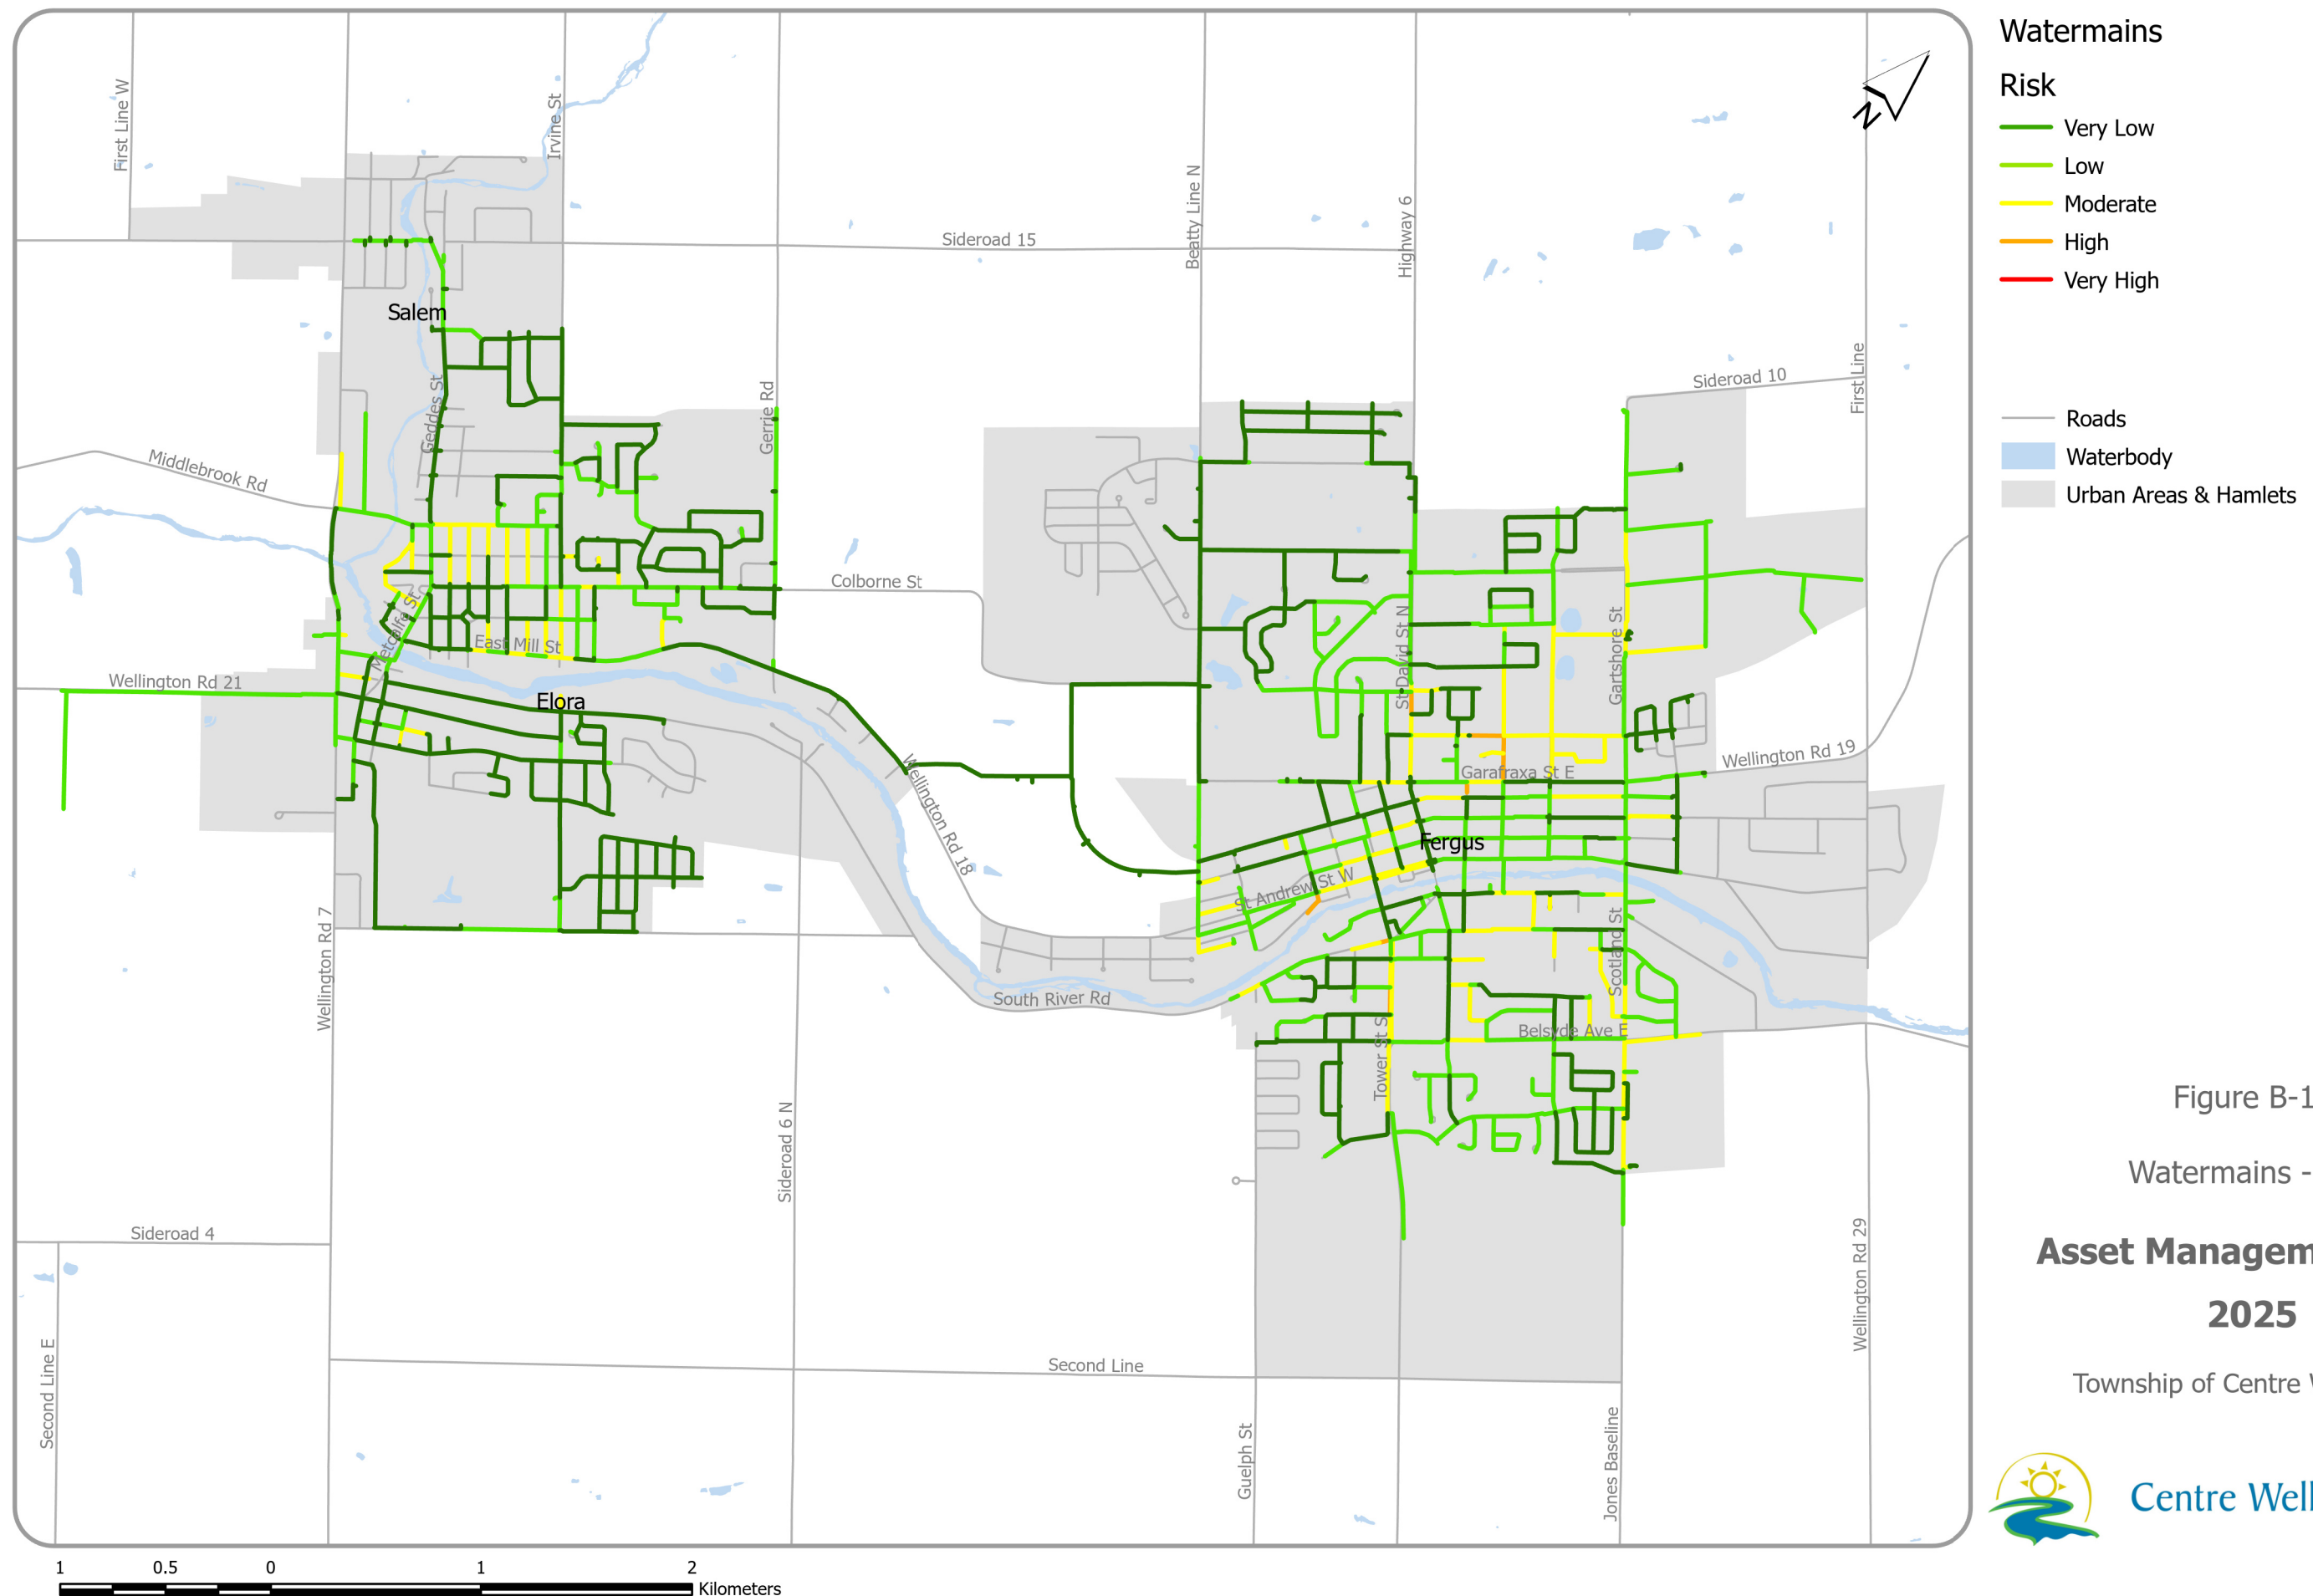 Watermains
Risk
Very Low
Low
Moderate
High
Very High
Roads
Waterbody
Urban Areas & Hamlets
N
First Line W
Irvine St
Beatty Line N
Highway 6
Sideroad 15
Salem
Geddes St
Gerrie Rd
First Line
Sideroad 10
Middlebrook Rd
Colborne St
Metcalfe St
East Mill St
St David St N
Gartshore St
Wellington Rd 21
Elora
Wellington Rd 18
Wellington Rd 19
Garafraxa St E
Fergus
St Andrew St W
Wellington Rd 7
Scotland St
South River Rd
Belsyde Ave E
Tower St S
Sideroad 6 N
Sideroad 4
Wellington Rd 29
Second Line E
Second Line
Guelph St
Jones Baseline
Figure B-1
Watermains -
Asset Managem
2025
Township of Centre
Centre Well
1 0.5 0 1 2
Kilometers